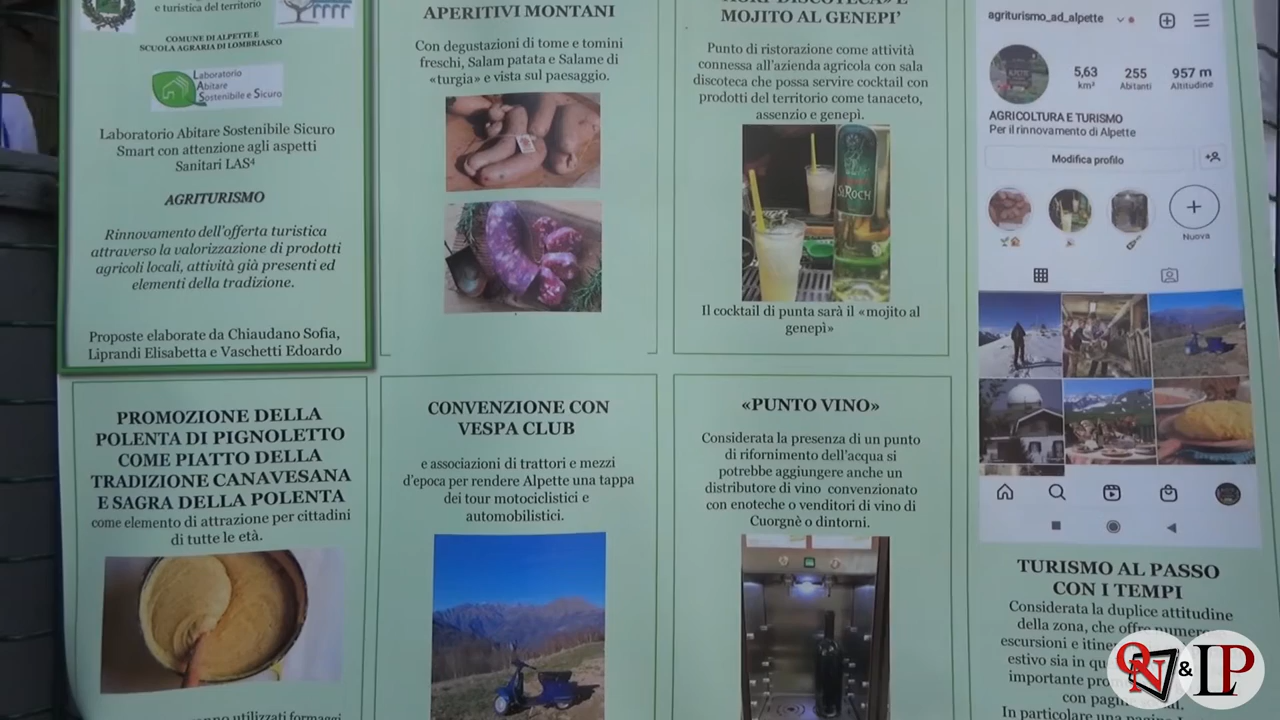 e turistica del territorio
COMUNE DI ALPETTE E
SCUOLA AGRARIA DI LOMBRIASCO
Laboratorio
Abitare
Sostenibile e Sicuro
Laboratorio Abitare Sostenibile Sicuro
Smart con attenzione agli aspetti
Sanitari LAS⁴
AGRITURISMO
Rinnovamento dell'offerta turistica
attraverso la valorizzazione di prodotti
agricoli locali, attività già presenti ed
elementi della tradizione.
Proposte elaborate da Chiaudano Sofia,
Liprandi Elisabetta e Vaschetti Edoardo
APERITIVI MONTANI
Con degustazioni di tome e tomini
freschi, Salam patata e Salame di
«turgia» e vista sul paesaggio.
MOJITO AL GENEPI'
Punto di ristorazione come attività
connessa all'azienda agricola con sala
discoteca che possa servire cocktail con
prodotti del territorio come tanaceto,
assenzio e genepì.
StROCH
Il cocktail di punta sarà il «mojito al
genepì»
agriturismo_ad_alpette
5,63 255 957 m
km² Abitanti Altitudine
AGRICOLTURA E TURISMO
Per il rinnovamento di Alpette
Modifica profilo
Nuova
PROMOZIONE DELLA
POLENTA DI PIGNOLETTO
COME PIATTO DELLA
TRADIZIONE CANAVESANA
E SAGRA DELLA POLENTA
come elemento di attrazione per cittadini
di tutte le età.
utilizzati formaggi
CONVENZIONE CON
VESPA CLUB
e associazioni di trattori e mezzi
d'epoca per rendere Alpette una tappa
dei tour motociclistici e
automobilistici.
«PUNTO VINO»
Considerata la presenza di un punto
di rifornimento dell'acqua si
potrebbe aggiungere anche un
distributore di vino convenzionato
con enoteche o venditori di vino di
Cuorgnè o dintorni.
TURISMO AL PASSO
CON I TEMPI
Considerata la duplice attitudine
della zona, che offre
escursioni e
estivo sia in
importante
con
In particolare una
QN & LP